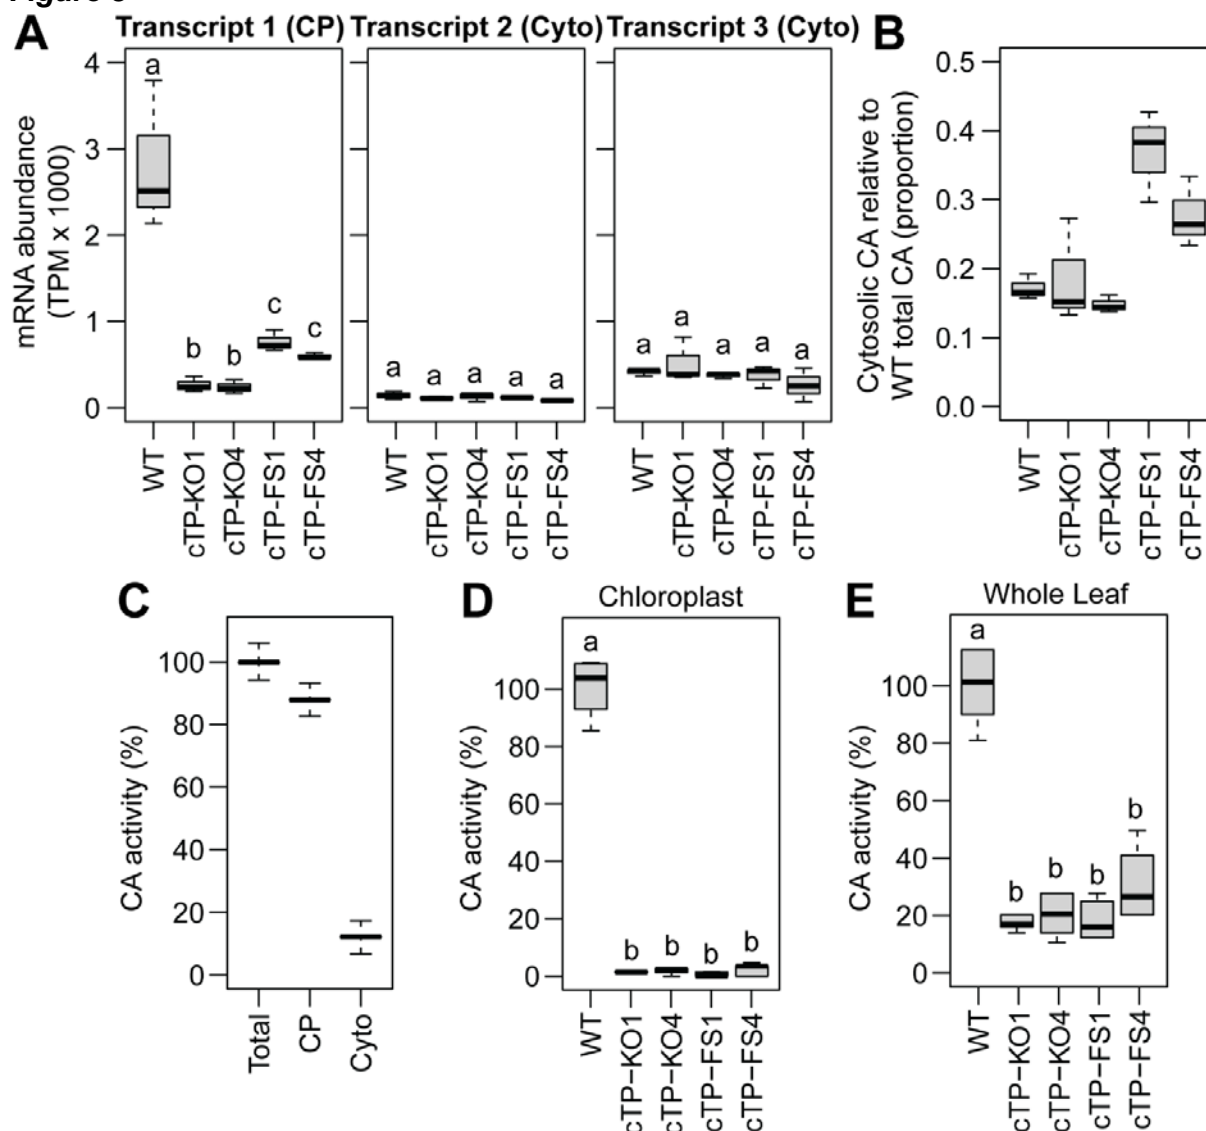 A
Transcript 1 (CP) Transcript 2 (Cyto) Transcript 3 (Cyto)
mRNA abundance
(TPM x 1000)
4
3
2
1
0
a
b
b
c
c
WT
cTP-KO1
cTP-KO4
cTP-FS1
cTP-FS4
a
a
a
a
a
WT
cTP-KO1
cTP-KO4
cTP-FS1
cTP-FS4
a
a
a
a
a
WT
cTP-KO1
cTP-KO4
cTP-FS1
cTP-FS4
B
Cytosolic CA relative to
WT total CA (proportion)
0.5
0.4
0.3
0.2
0.1
0.0
WT
cTP-KO1
cTP-KO4
cTP-FS1
cTP-FS4
C
CA activity (%)
100
80
60
40
20
0
Total
CP
Cyto
D
Chloroplast
CA activity (%)
100
80
60
40
20
0
a
b
b
b
b
WT
cTP-KO1
cTP-KO4
cTP-FS1
cTP-FS4
E
Whole Leaf
CA activity (%)
100
80
60
40
20
0
a
b
b
b
b
WT
cTP-KO1
cTP-KO4
cTP-FS1
cTP-FS4